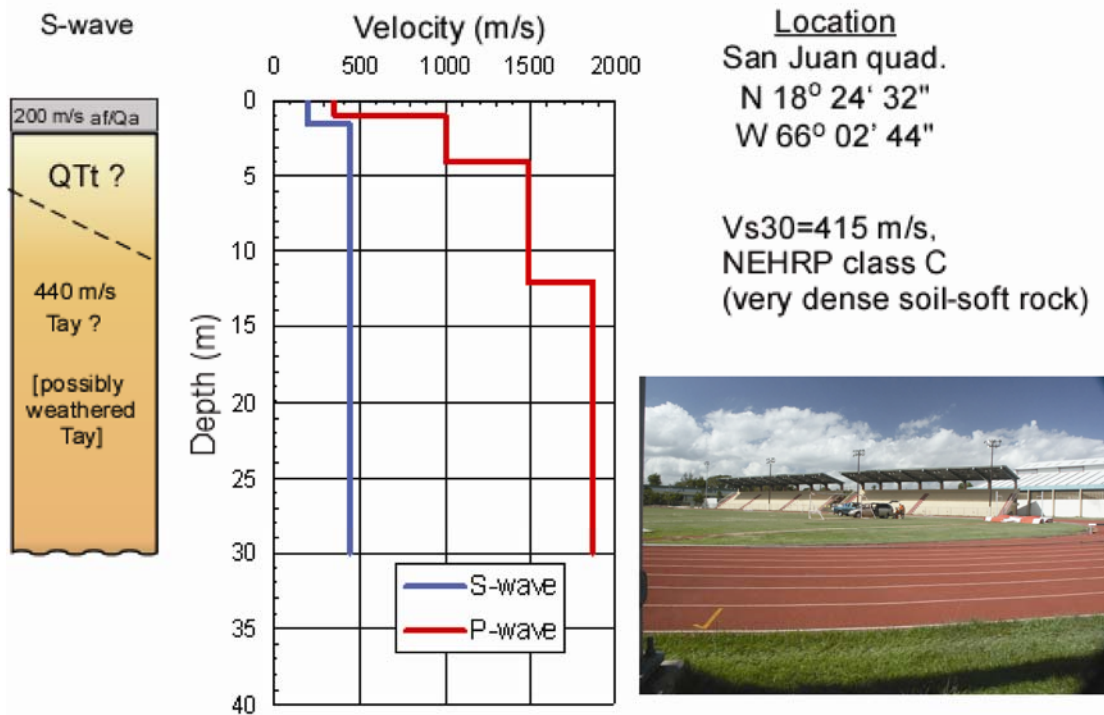 S-wave
200 m/s af/Qa
QTt ?
440 m/s
Tay ?
[possibly
weathered
Tay]
Velocity (m/s)
0 500 1000 1500 2000
Depth (m)
0
5
10
15
20
25
30
35
40
S-wave
P-wave
Location
San Juan quad.
N 18º 24' 32"
W 66º 02' 44"
Vs30=415 m/s,
NEHRP class C
(very dense soil-soft rock)